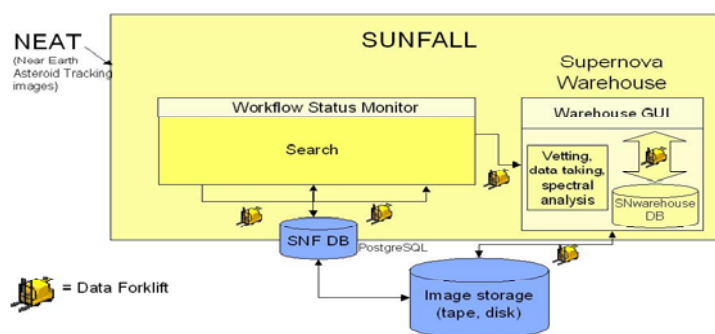 NEAT
(Near Earth
Asteroid Tracking
images)
SUNFALL
Supernova
Warehouse
Workflow Status Monitor
Search
Warehouse GUI
Vetting,
data taking,
spectral
analysis
SNwarehouse
DB
SNF DB
PostgreSQL
Image storage
(tape, disk)
= Data Forklift